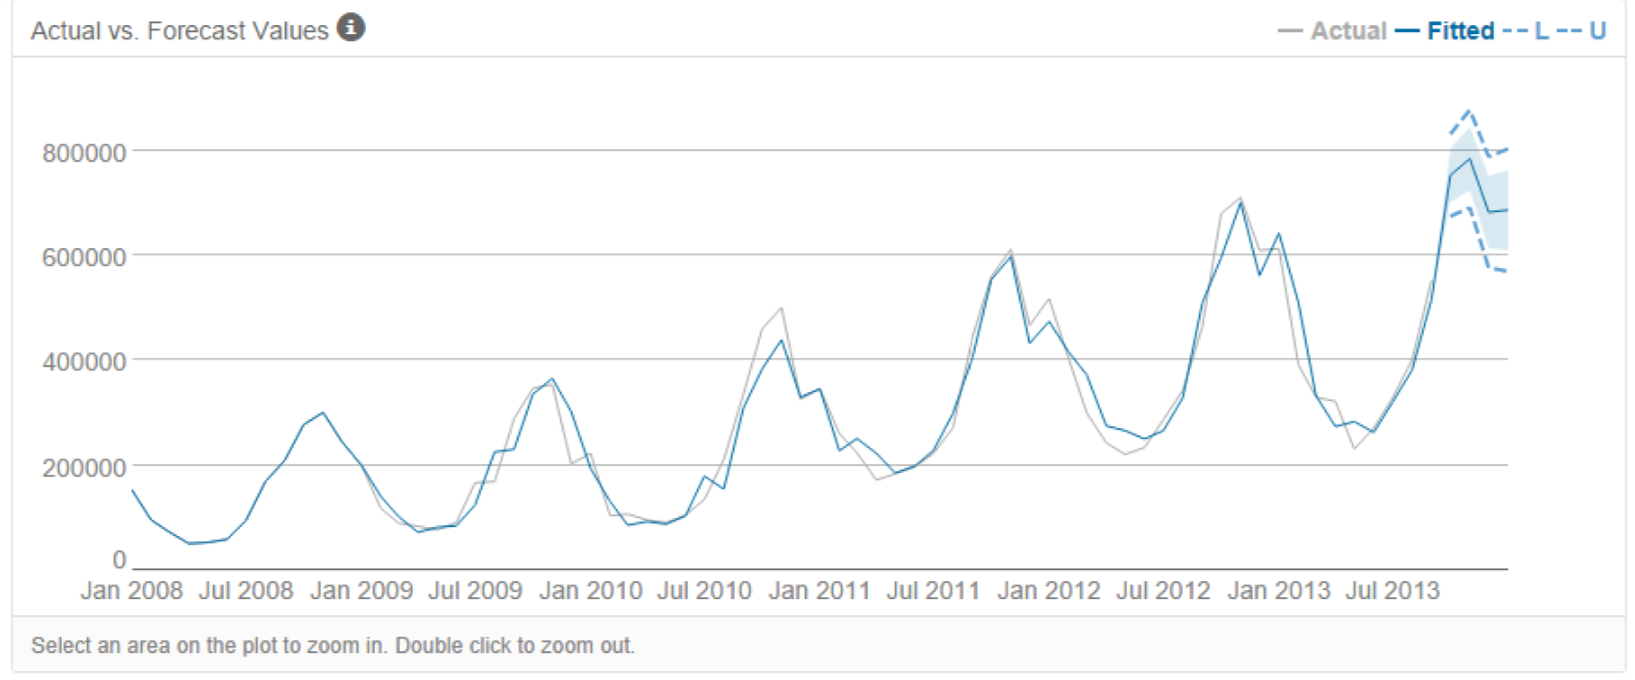 Actual vs. Forecast Values i
Actual Fitted L U
800000
600000
400000
200000
0
Jan 2008 Jul 2008 Jan 2009 Jul 2009 Jan 2010 Jul 2010 Jan 2011 Jul 2011 Jan 2012 Jul 2012 Jan 2013 Jul 2013
Select an area on the plot to zoom in. Double click to zoom out.